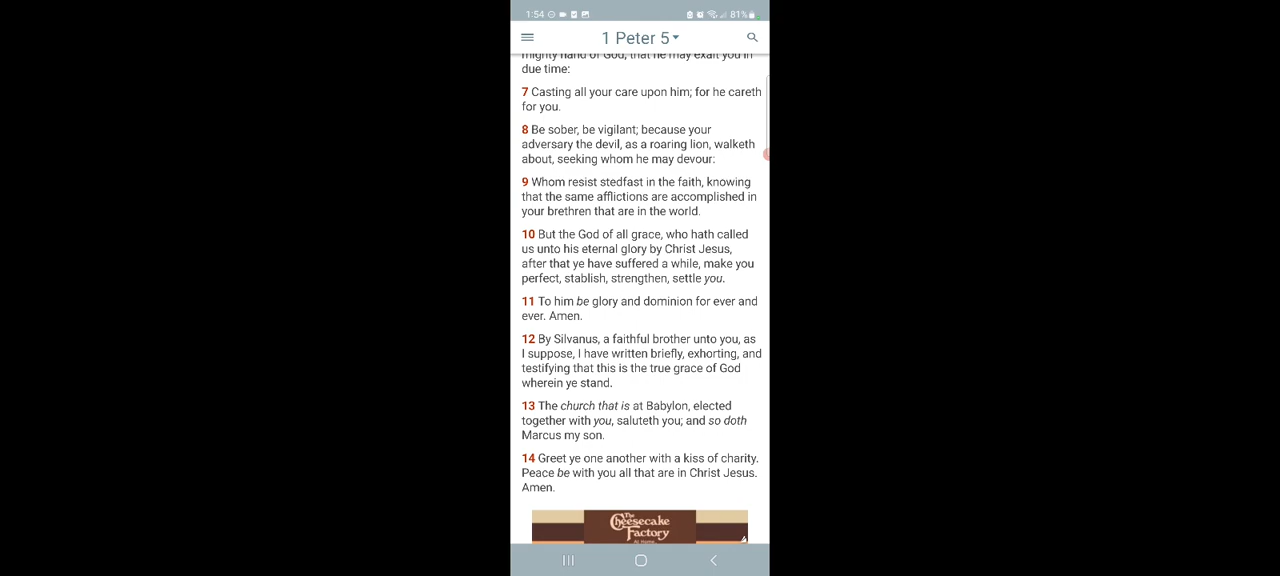 1:54 81%
1 Peter 5
mighty hand of God, that he may exalt you in
due time:
7 Casting all your care upon him; for he careth
for you.
8 Be sober, be vigilant; because your
adversary the devil, as a roaring lion, walketh
about, seeking whom he may devour:
9 Whom resist stedfast in the faith, knowing
that the same afflictions are accomplished in
your brethren that are in the world.
10 But the God of all grace, who hath called
us unto his eternal glory by Christ Jesus,
after that ye have suffered a while, make you
perfect, stablish, strengthen, settle you.
11 To him be glory and dominion for ever and
ever. Amen.
12 By Silvanus, a faithful brother unto you, as
I suppose, I have written briefly, exhorting, and
testifying that this is the true grace of God
wherein ye stand.
13 The church that is at Babylon, elected
together with you, saluteth you; and so doth
Marcus my son.
14 Greet ye one another with a kiss of charity.
Peace be with you all that are in Christ Jesus.
Amen.
The
Cheesecake
Factory
At Home